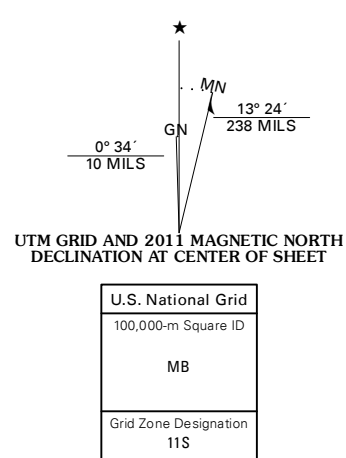 ★
MN
GN
13° 24´
238 MILS
0° 34´
10 MILS
UTM GRID AND 2011 MAGNETIC NORTH
DECLINATION AT CENTER OF SHEET
U.S. National Grid
100,000-m Square ID
MB
Grid Zone Designation
11S